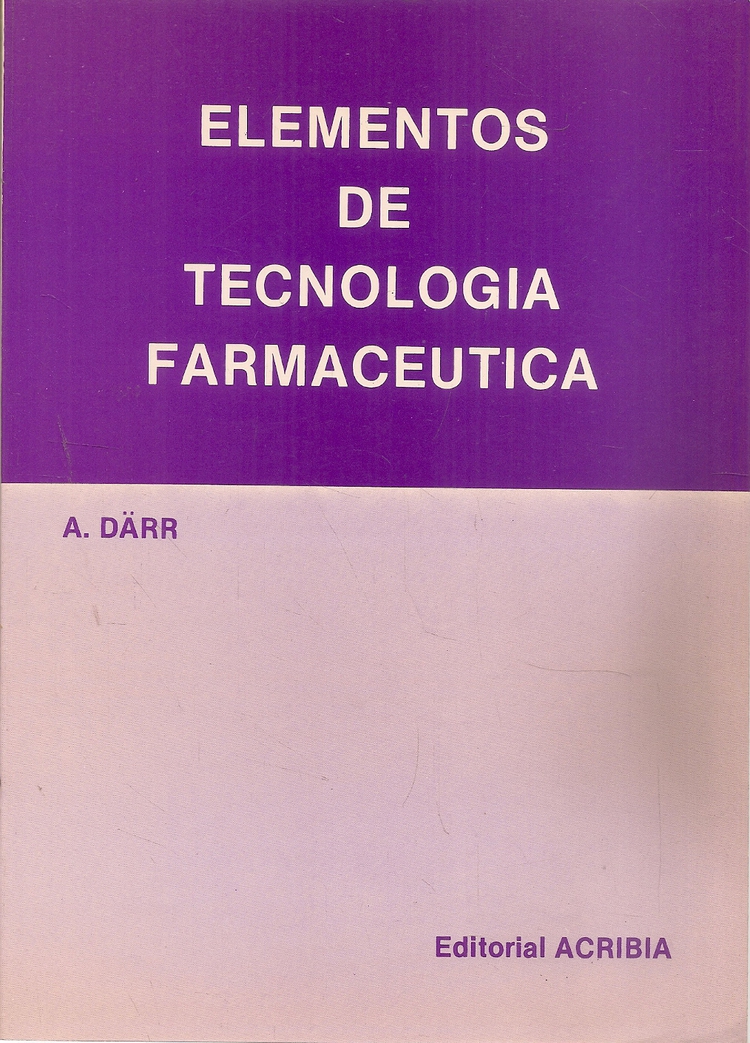 ELEMENTOS
DE
TECNOLOGIA
FARMACEUTICA
A. DÄRR
Editorial ACRIBIA